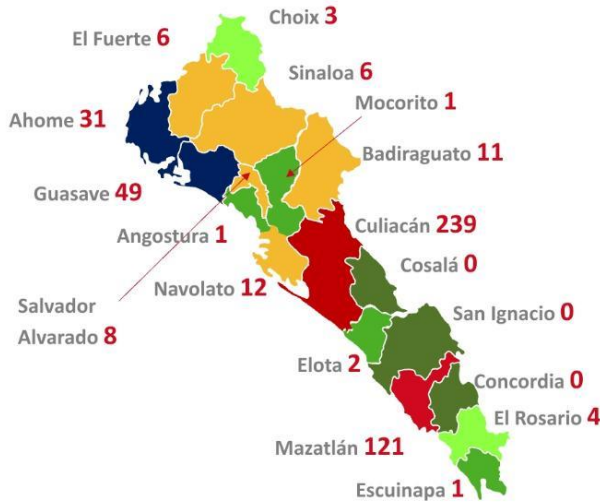 Choix 3
El Fuerte 6
Sinaloa 6
Mocorito 1
Ahome 31
Badiraguato 11
Guasave 49
Culiacán 239
Angostura 1
Cosalá 0
Navolato 12
Salvador
Alvarado 8
San Ignacio 0
Elota 2
Concordia 0
El Rosario 4
Mazatlán 121
Escuinapa 1